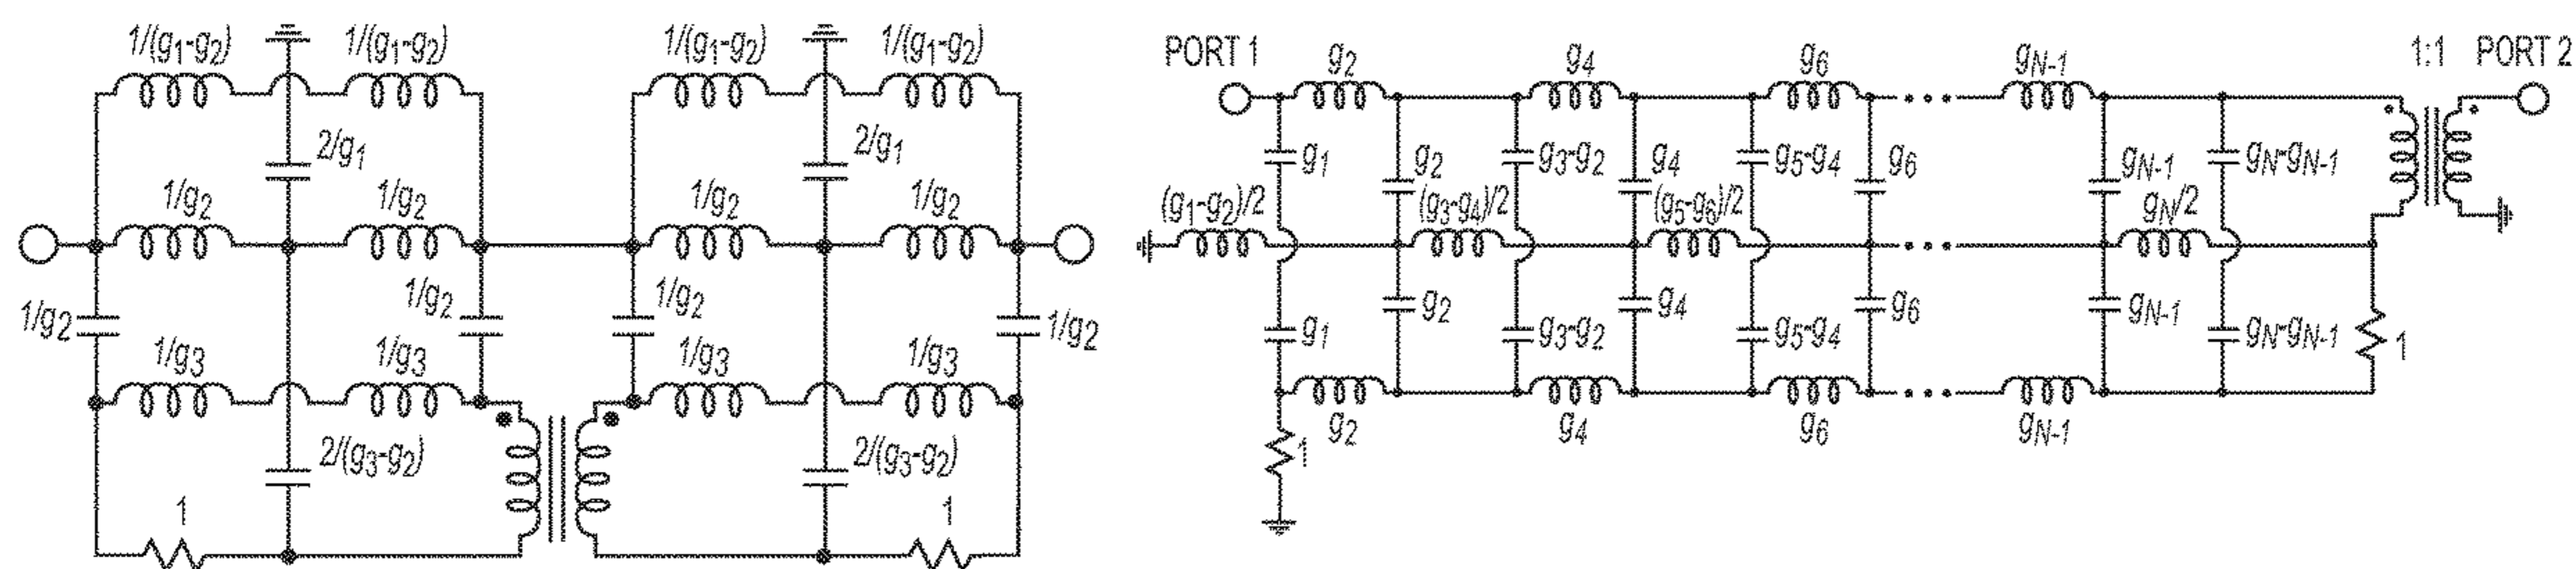 1/(g1-g2) 1/(g1-g2) 1/(g1-g2) 1/(g1-g2)
2/g1 2/g1
1/g2 1/g2 1/g2 1/g2
1/g2 1/g2 1/g2 1/g2
1/g3 1/g3 1/g3 1/g3
2/(g3-g2) 2/(g3-g2)
1 1
PORT 1 g2 g4 g6 gN-1 1:1 PORT 2
g1 g2 g3-g2 g4 g5-g4 g6 gN-1 gN-gN-1
(g1-g2)/2 (g3-g4)/2 (g5-g6)/2 gN/2
g1 g2 g3-g2 g4 g5-g4 g6 gN-1 gN-gN-1 1
g2 g4 g6 gN-1
1